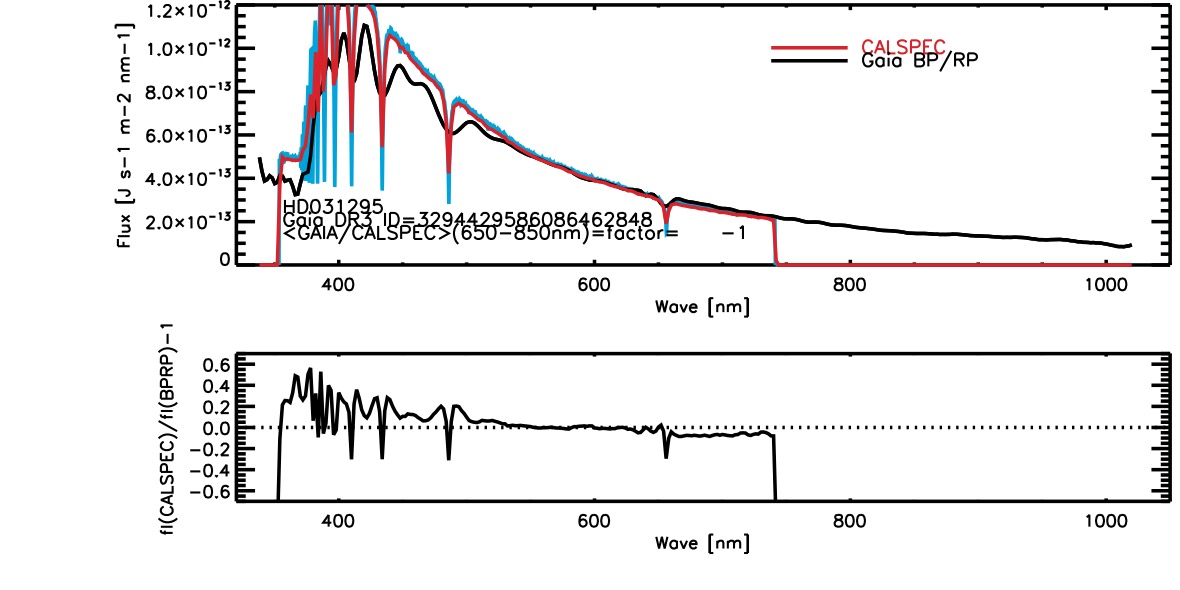 1.2×10−12
1.0×10−12
8.0×10−13
6.0×10−13
4.0×10−13
2.0×10−13
0
Flux [J s−1 m−2 nm−1]
CALSPEC
Gaia BP/RP
HD031295
Gaia DR3 ID=3294429586086462848
<GAIA/CALSPEC>(650−850nm)=factor= −1
400 600 800 1000
Wave [nm]
fl(CALSPEC)/fl(BPRP)−1
0.6
0.4
0.2
0.0
−0.2
−0.4
−0.6
400 600 800 1000
Wave [nm]